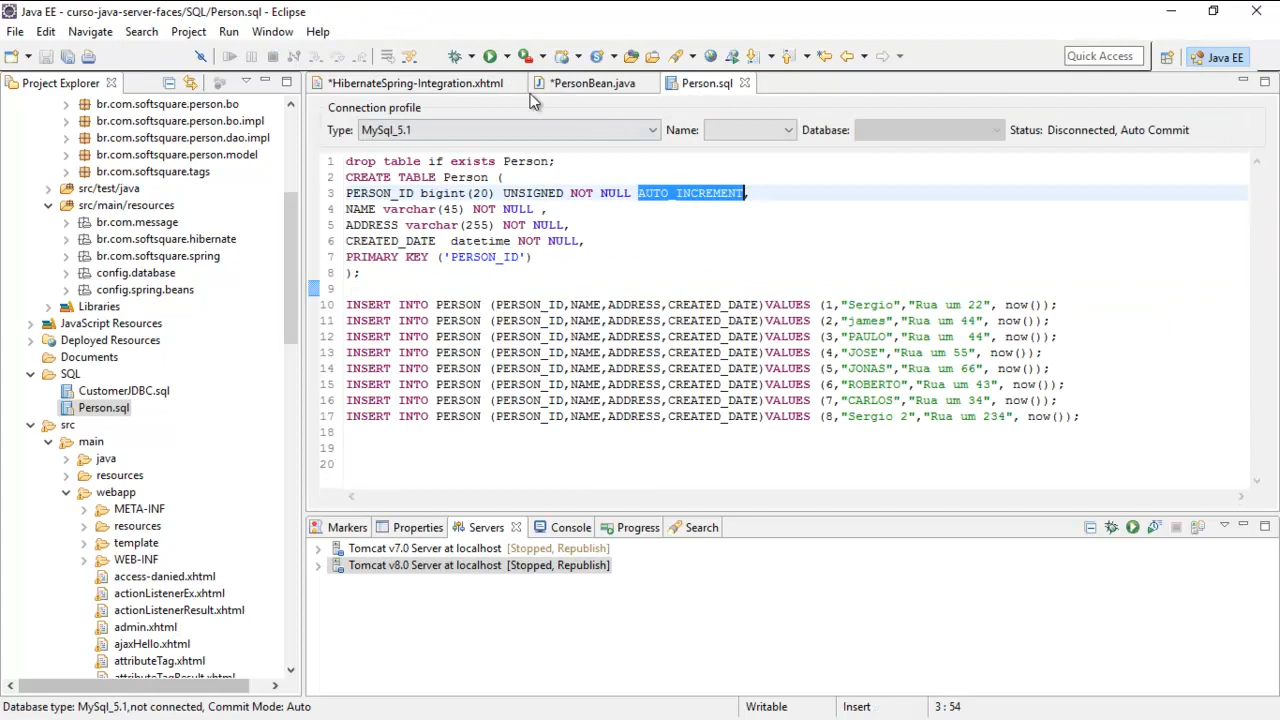 Java EE - curso-java-server-faces/SQL/Person.sql - Eclipse
File Edit Navigate Search Project Run Window Help
Quick Access
Java EE
Project Explorer
*HibernateSpring-Integration.xhtml
*PersonBean.java
Person.sql
br.com.softsquare.person.bo
br.com.softsquare.person.bo.impl
br.com.softsquare.person.dao.impl
br.com.softsquare.person.model
br.com.softsquare.tags
src/test/java
src/main/resources
br.com.message
br.com.softsquare.hibernate
br.com.softsquare.spring
config.database
config.spring.beans
Libraries
JavaScript Resources
Deployed Resources
Documents
SQL
CustomerJDBC.sql
Person.sql
src
main
java
resources
webapp
META-INF
resources
template
WEB-INF
access-denied.xhtml
actionListenerEx.xhtml
actionListenerResult.xhtml
admin.xhtml
ajaxHello.xhtml
attributeTag.xhtml
attributeTagResult.xhtml
Connection profile
Type: MySql_5.1 Name: Database: Status: Disconnected, Auto Commit
1 drop table if exists Person;
2 CREATE TABLE Person (
3 PERSON_ID bigint(20) UNSIGNED NOT NULL AUTO_INCREMENT,
4 NAME varchar(45) NOT NULL ,
5 ADDRESS varchar(255) NOT NULL,
6 CREATED_DATE  datetime NOT NULL,
7 PRIMARY KEY ('PERSON_ID')
8 );
9
10 INSERT INTO PERSON (PERSON_ID,NAME,ADDRESS,CREATED_DATE)VALUES (1,"Sergio","Rua um 22", now());
11 INSERT INTO PERSON (PERSON_ID,NAME,ADDRESS,CREATED_DATE)VALUES (2,"james","Rua um 44", now());
12 INSERT INTO PERSON (PERSON_ID,NAME,ADDRESS,CREATED_DATE)VALUES (3,"PAULO","Rua um  44", now());
13 INSERT INTO PERSON (PERSON_ID,NAME,ADDRESS,CREATED_DATE)VALUES (4,"JOSE","Rua um 55", now());
14 INSERT INTO PERSON (PERSON_ID,NAME,ADDRESS,CREATED_DATE)VALUES (5,"JONAS","Rua um 66", now());
15 INSERT INTO PERSON (PERSON_ID,NAME,ADDRESS,CREATED_DATE)VALUES (6,"ROBERTO","Rua um 43", now());
16 INSERT INTO PERSON (PERSON_ID,NAME,ADDRESS,CREATED_DATE)VALUES (7,"CARLOS","Rua um 34", now());
17 INSERT INTO PERSON (PERSON_ID,NAME,ADDRESS,CREATED_DATE)VALUES (8,"Sergio 2","Rua um 234", now());
18
19
20
Markers Properties Servers Console Progress Search
Tomcat v7.0 Server at localhost [Stopped, Republish]
Tomcat v8.0 Server at localhost [Stopped, Republish]
Database type: MySql_5.1,not connected, Commit Mode: Auto
Writable
Insert
3 : 54